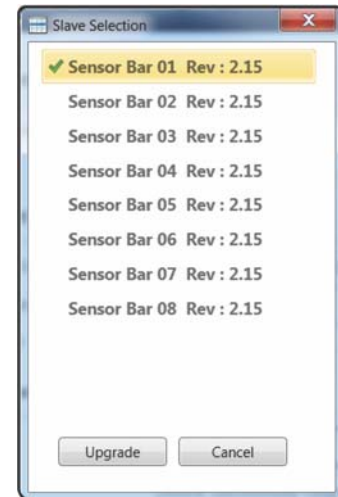 Slave Selection
Sensor Bar 01 Rev : 2.15
Sensor Bar 02 Rev : 2.15
Sensor Bar 03 Rev : 2.15
Sensor Bar 04 Rev : 2.15
Sensor Bar 05 Rev : 2.15
Sensor Bar 06 Rev : 2.15
Sensor Bar 07 Rev : 2.15
Sensor Bar 08 Rev : 2.15
Upgrade Cancel